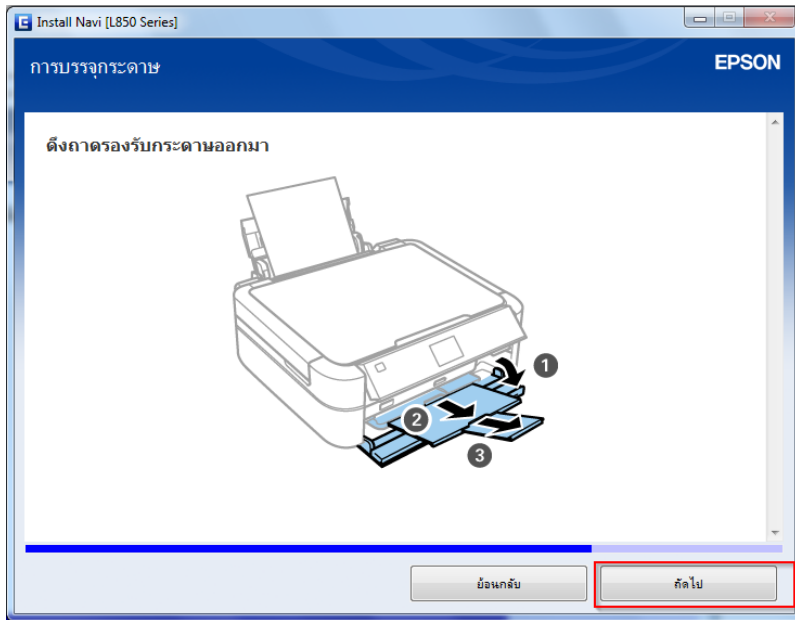 Install Navi [L850 Series]
การบรรจุกระดาษ
EPSON
ดึงถาดรองรับกระดาษออกมา
1
2
3
ย้อนกลับ
ถัดไป